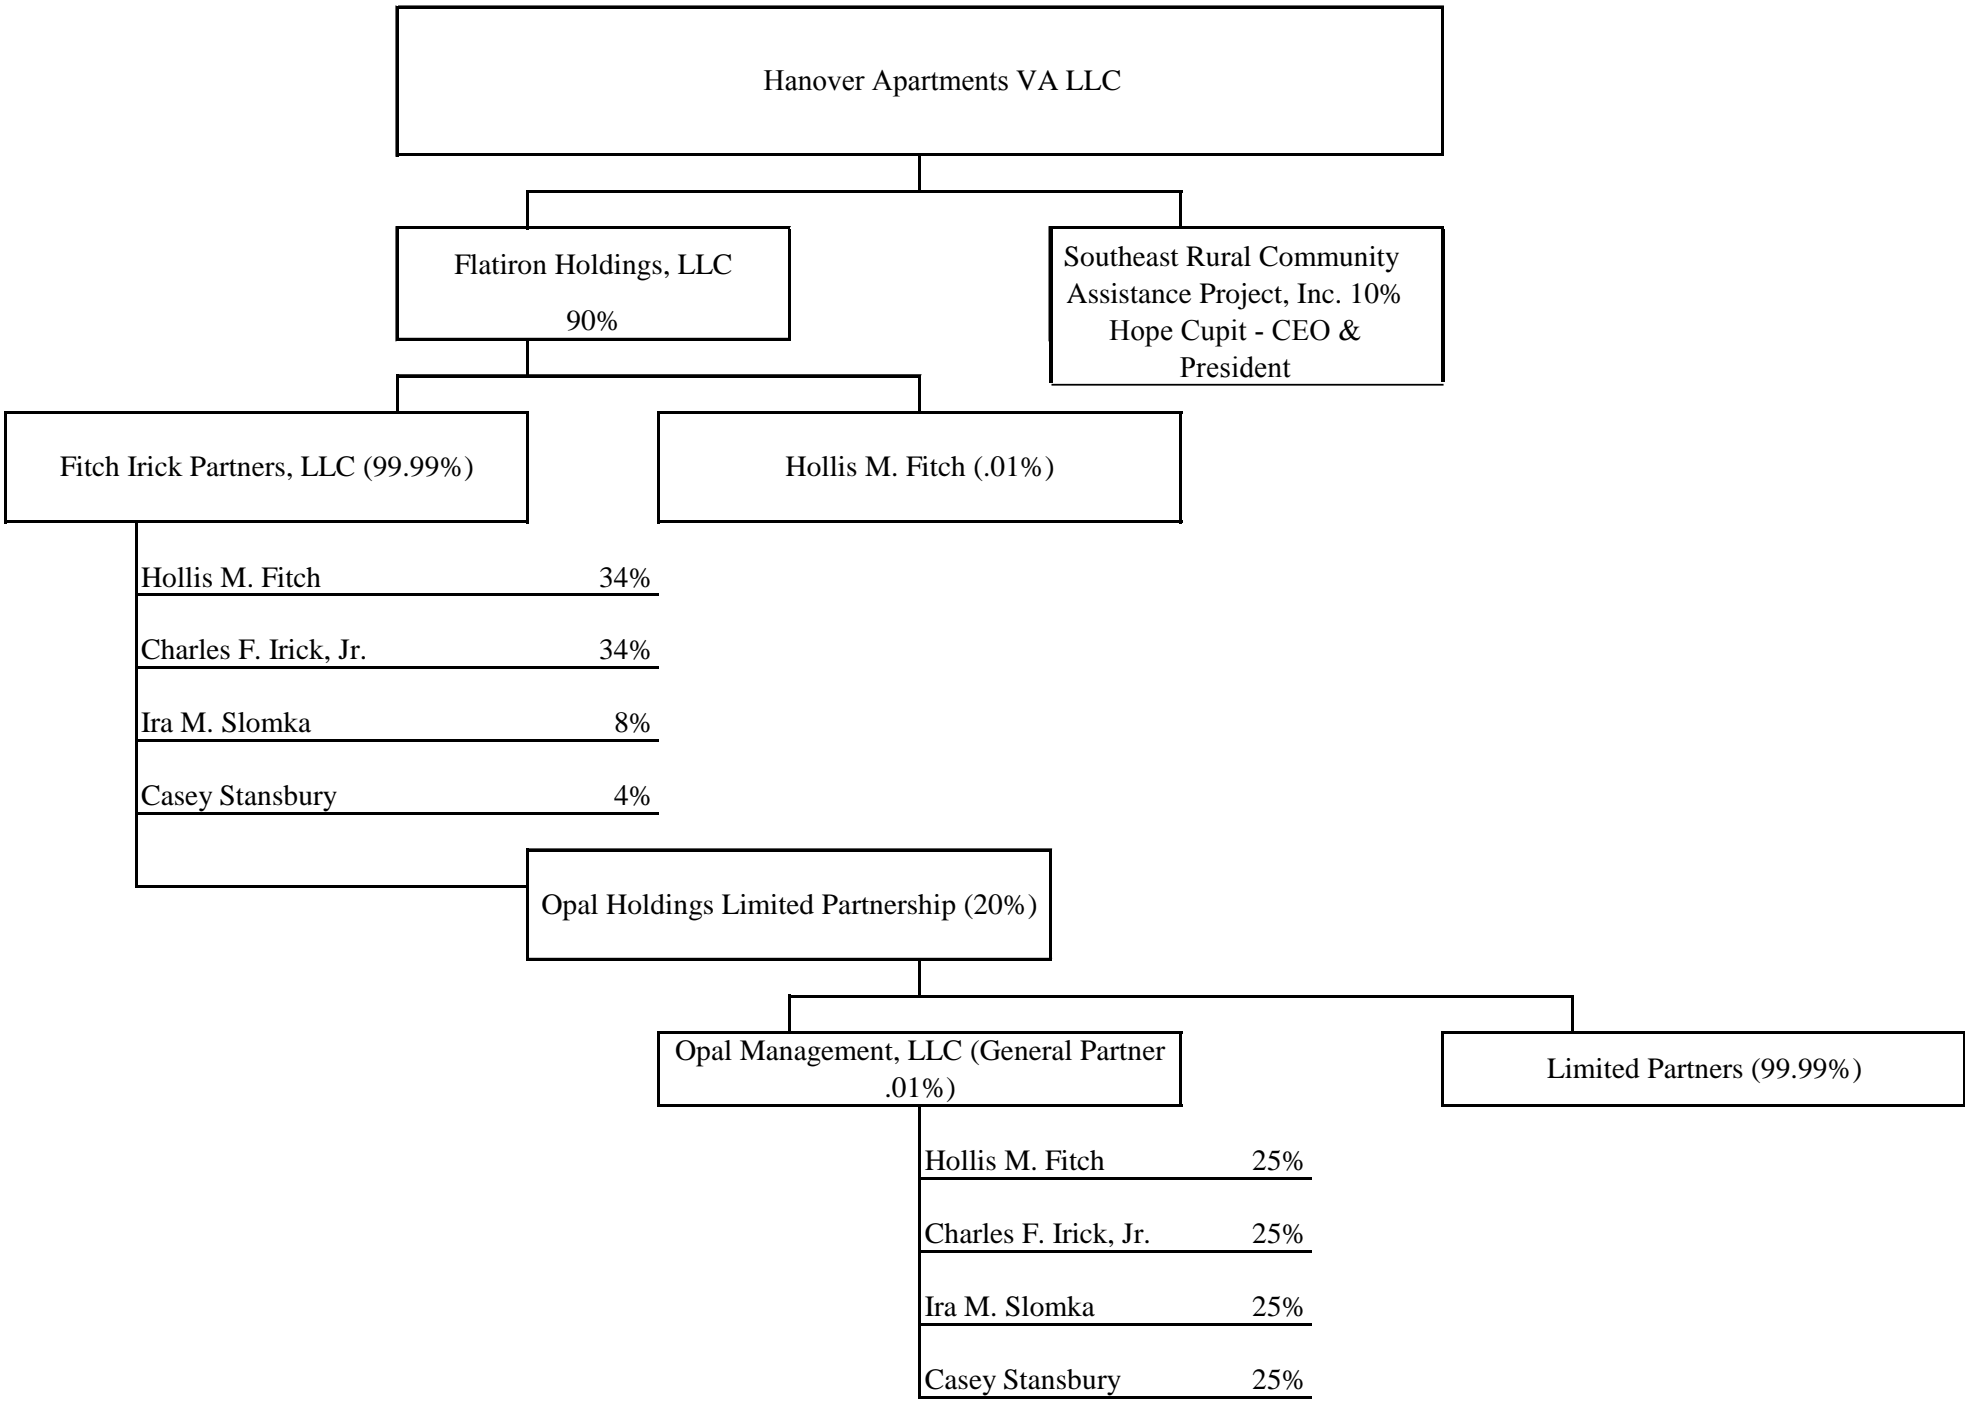 Hanover Apartments VA LLC
Flatiron Holdings, LLC
90%
Southeast Rural Community
Assistance Project, Inc. 10%
Hope Cupit - CEO &
President
Fitch Irick Partners, LLC (99.99%)
Hollis M. Fitch (.01%)
Hollis M. Fitch 34%
Charles F. Irick, Jr. 34%
Ira M. Slomka 8%
Casey Stansbury 4%
Opal Holdings Limited Partnership (20%)
Opal Management, LLC (General Partner
.01%)
Limited Partners (99.99%)
Hollis M. Fitch 25%
Charles F. Irick, Jr. 25%
Ira M. Slomka 25%
Casey Stansbury 25%